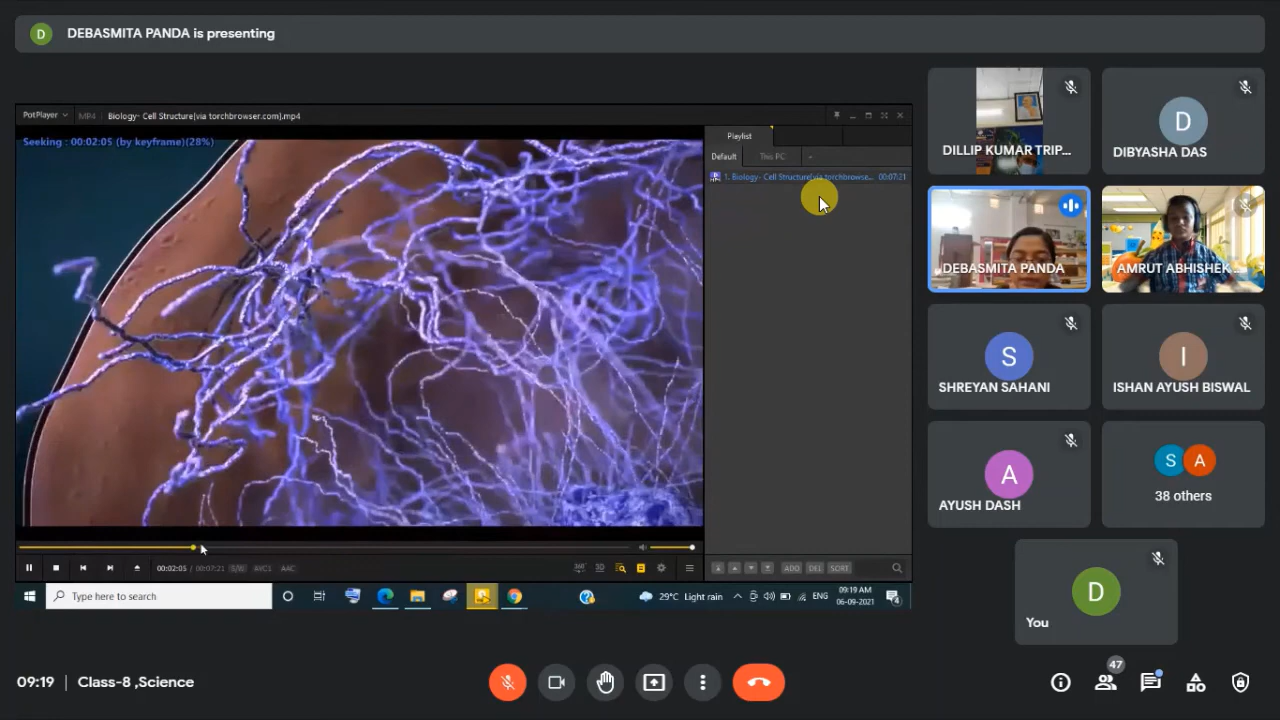 D DEBASMITA PANDA is presenting
PotPlayer MP4 Biology- Cell Structure(via torchbrowser.com).mp4
Seeking : 00:02:05 (by keyframe)(28%)
Playlist
Default This PC +
1. Biology- Cell Structure(via torchbrowse... 00:07:21
00:02:05 / 00:07:21 S/W AVC1 AAC
360° 3D
ADD DEL SORT
Type here to search
29°C Light rain
ENG
09:19 AM
06-09-2021
4
DILLIP KUMAR TRIP...
D
DIBYASHA DAS
DEBASMITA PANDA
AMRUT ABHISHEK ...
S
SHREYAN SAHANI
I
ISHAN AYUSH BISWAL
A
AYUSH DASH
S A
38 others
D
You
09:19 | Class-8 ,Science
47